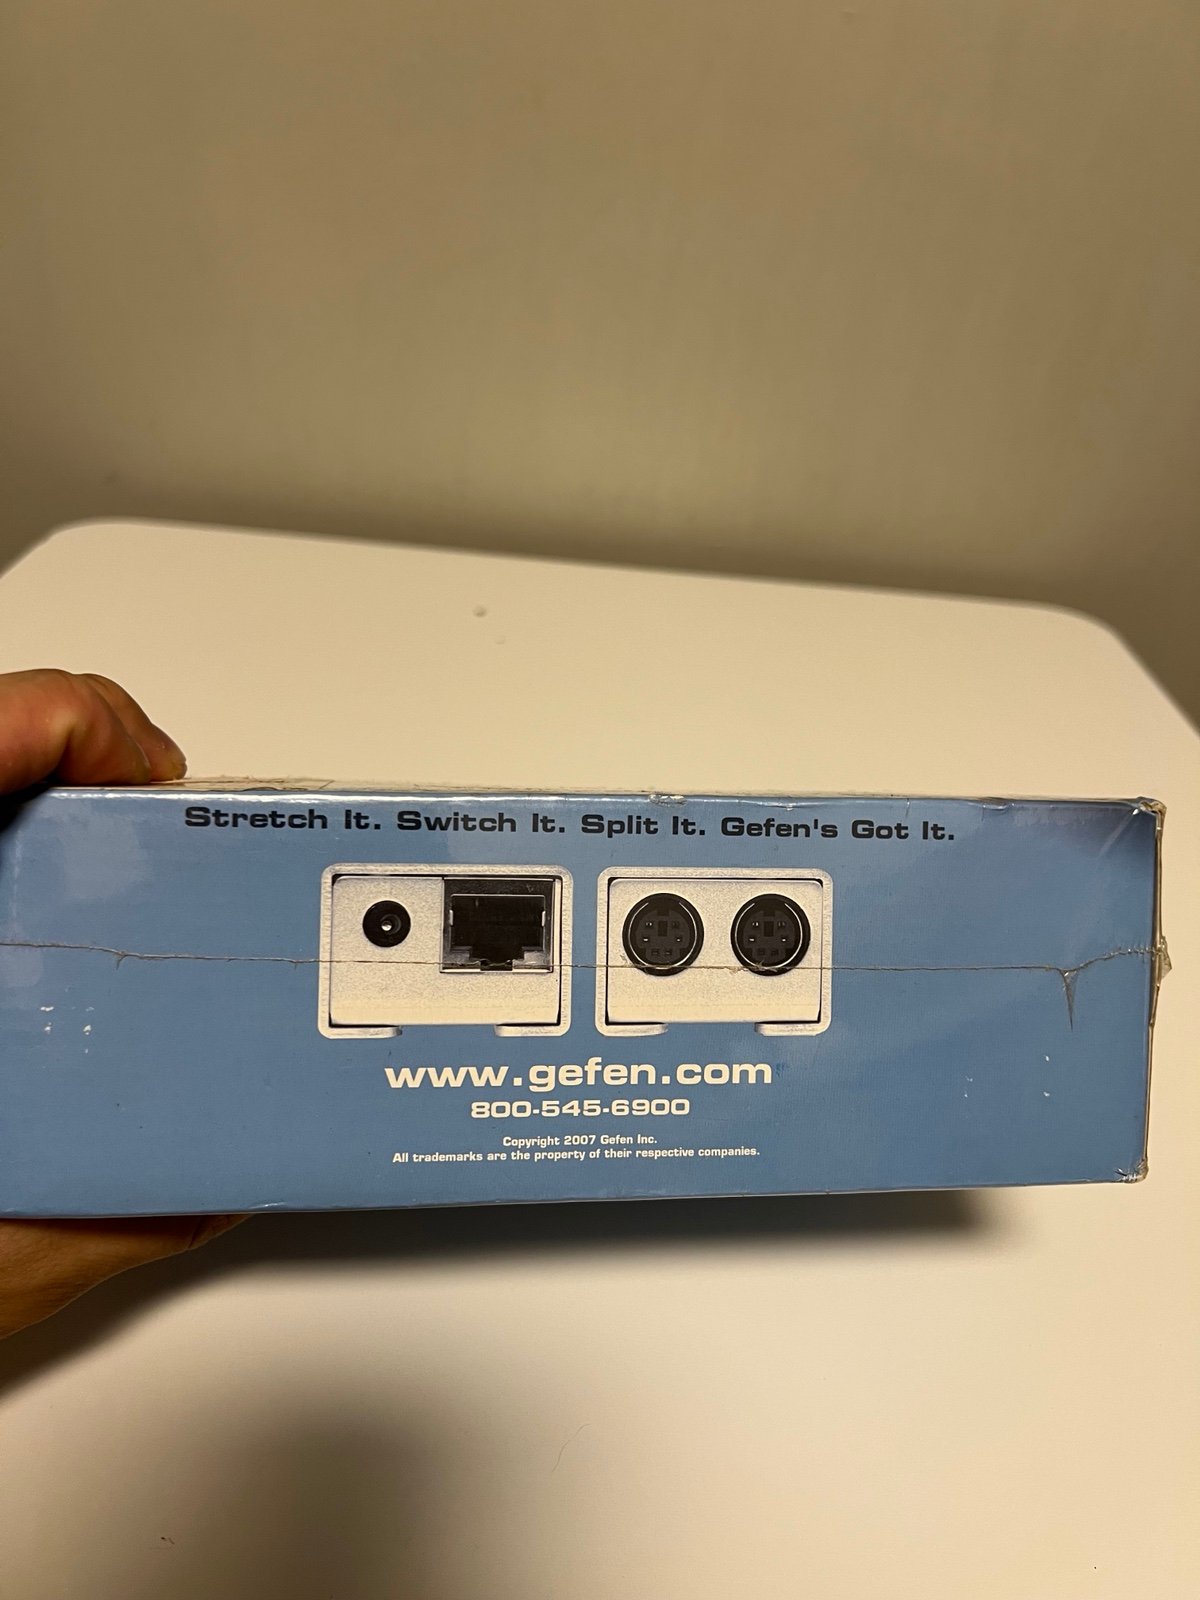 Stretch It. Switch It. Split It. Gefen's Got It.
www.gefen.com
800-545-6900
Copyright 2007 Gefen Inc.
All trademarks are the property of their respective companies.